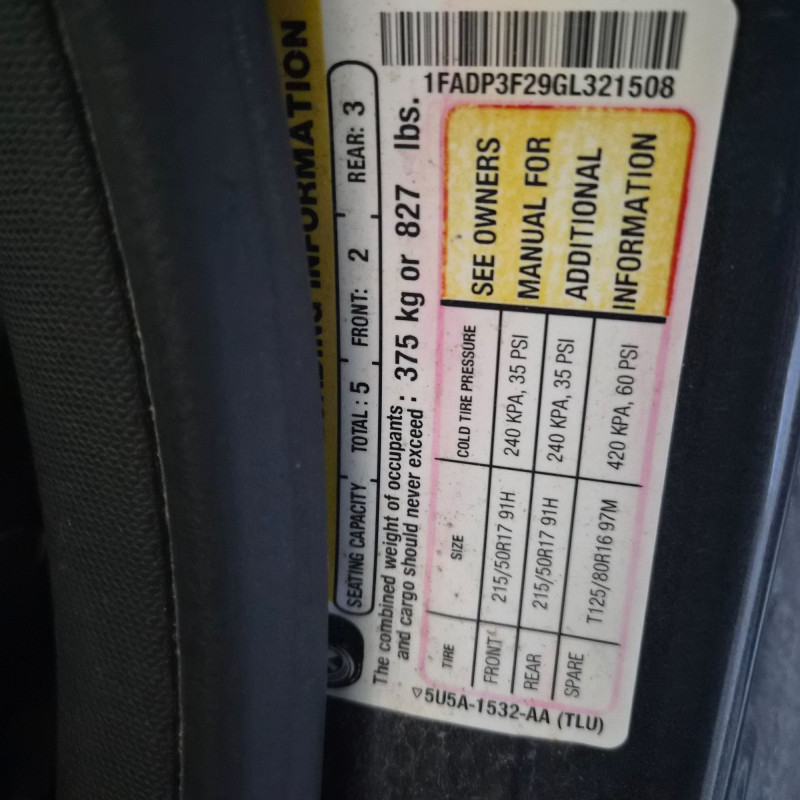 INFORMATION
SEATING CAPACITY TOTAL: 5 FRONT: 2 REAR: 3
The combined weight of occupants
and cargo should never exceed : 375 kg or 827 lbs.
TIRE SIZE COLD TIRE PRESSURE
FRONT 215/50R17 91H 240 KPA, 35 PSI
REAR 215/50R17 91H 240 KPA, 35 PSI
SPARE T125/80R16 97M 420 KPA, 60 PSI
SEE OWNERS
MANUAL FOR
ADDITIONAL
INFORMATION
5U5A-1532-AA (TLU)
1FADP3F29GL321508